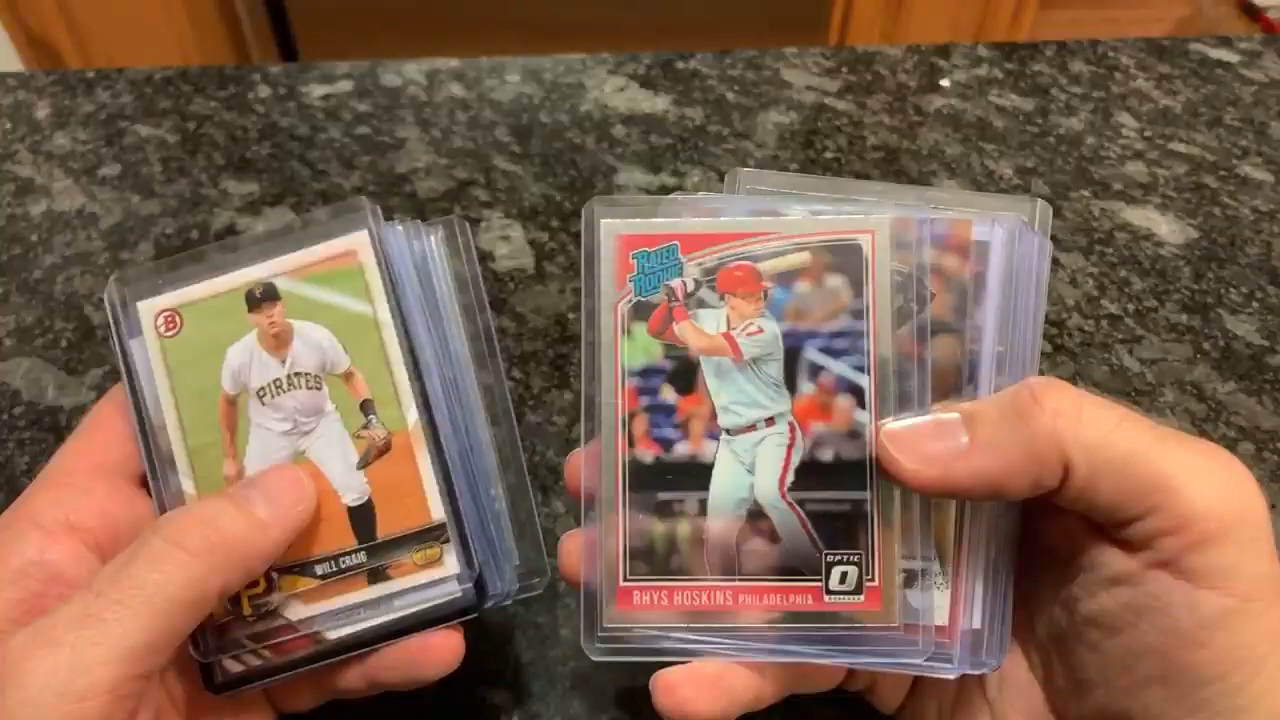 B
PIRATES
WILL CRAIG
P
RATED
ROOKIE
OPTIC
O
RHYS HOSKINS PHILADELPHIA